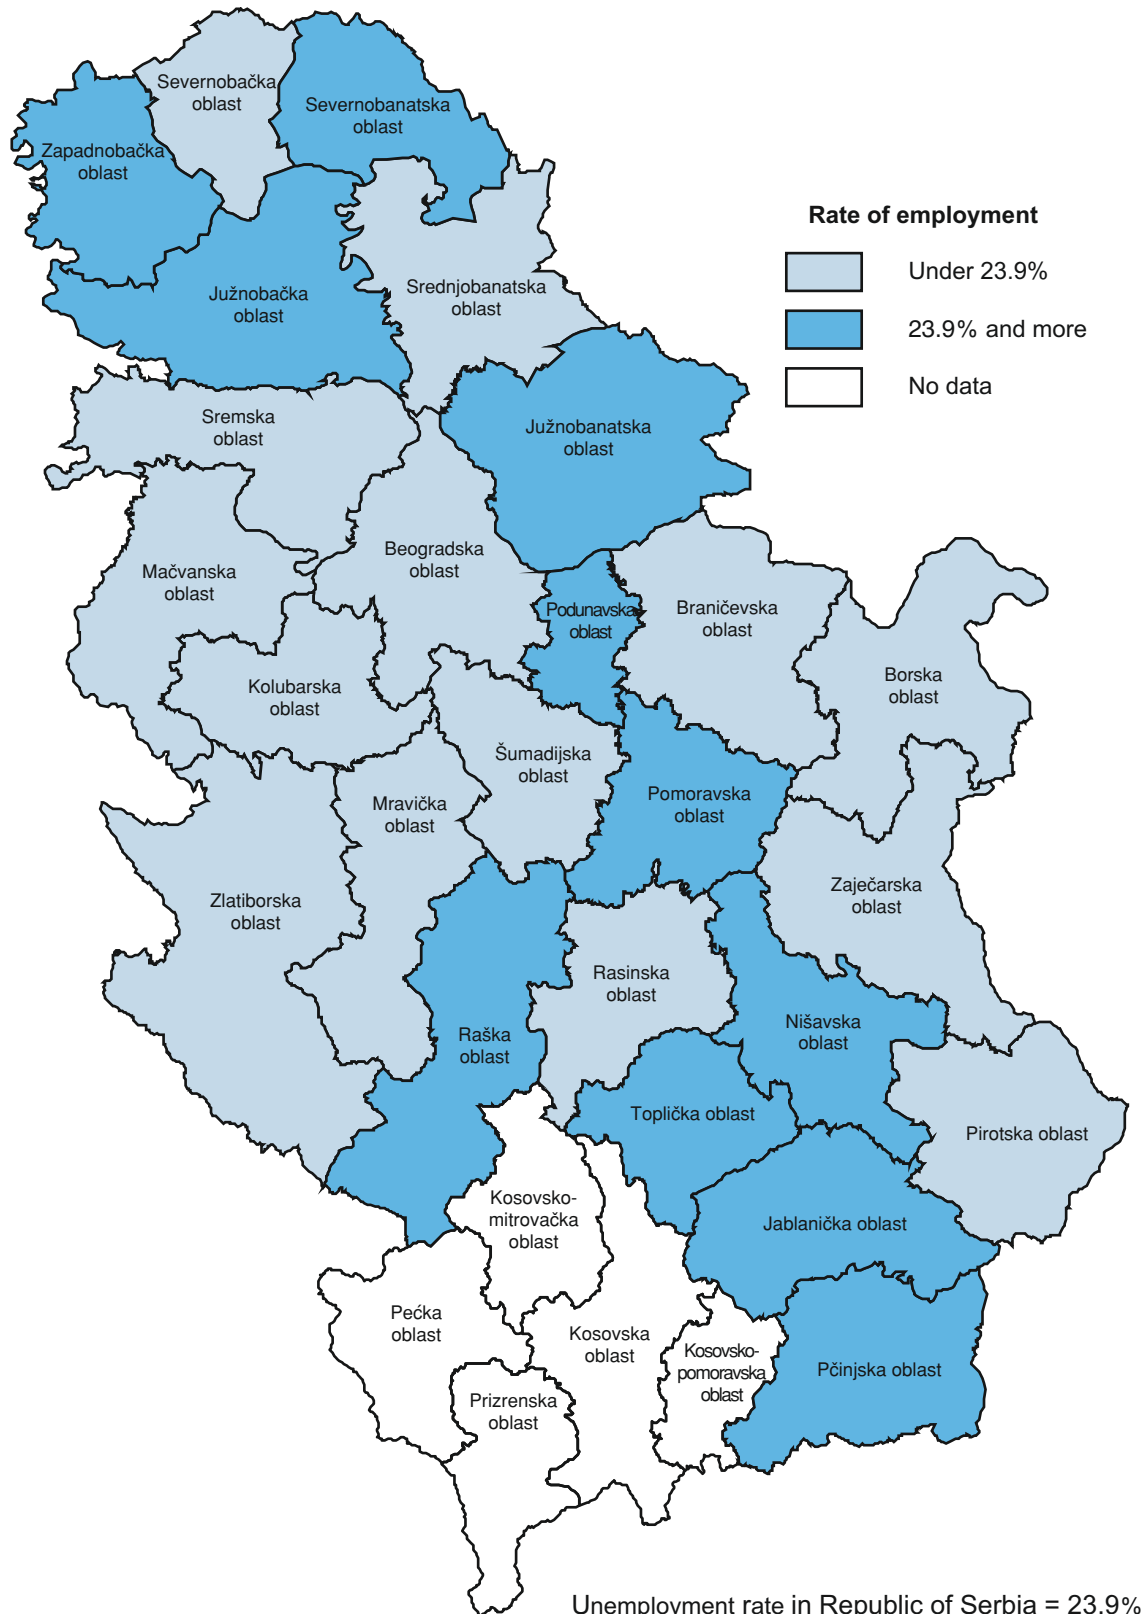 Severnobačka
oblast
Severnobanatska
oblast
Zapadnobačka
oblast
Rate of employment
Under 23.9%
23.9% and more
No data
Južnobačka
oblast
Srednjobanatska
oblast
Sremska
oblast
Južnobanatska
oblast
Mačvanska
oblast
Beogradska
oblast
Podunavska
oblast
Braničevska
oblast
Borska
oblast
Kolubarska
oblast
Šumadijska
oblast
Mravička
oblast
Pomoravska
oblast
Zlatiborska
oblast
Zaječarska
oblast
Rasinska
oblast
Raška
oblast
Nišavska
oblast
Toplička oblast
Pirotska oblast
Kosovsko-
mitrovačka
oblast
Jablanička oblast
Pećka
oblast
Kosovska
oblast
Kosovsko-
pomoravska
oblast
Pčinjska oblast
Prizrenska
oblast
Unemployment rate in Republic of Serbia = 23.9%